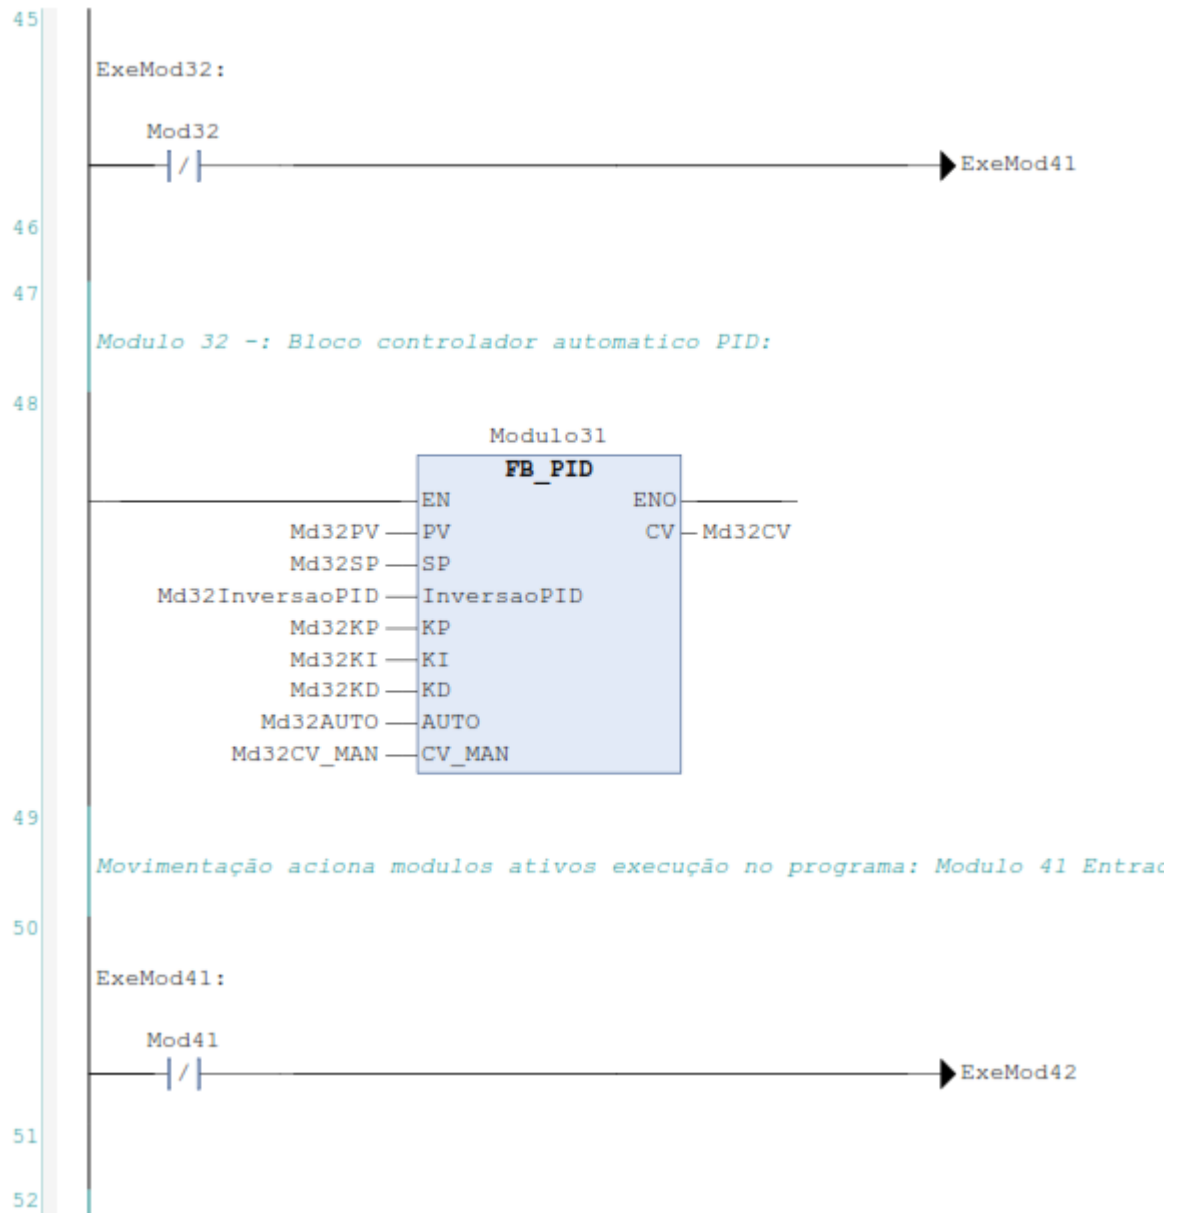 45
ExeMod32:
Mod32
ExeMod41
46
47
Modulo 32 -: Bloco controlador automatico PID:
48
Modulo31
FB_PID
EN ENO
Md32PV PV CV Md32CV
Md32SP SP
Md32InversaoPID InversaoPID
Md32KP KP
Md32KI KI
Md32KD KD
Md32AUTO AUTO
Md32CV_MAN CV_MAN
49
Movimentação aciona modulos ativos execução no programa: Modulo 41
50
ExeMod41:
Mod41
ExeMod42
51
52